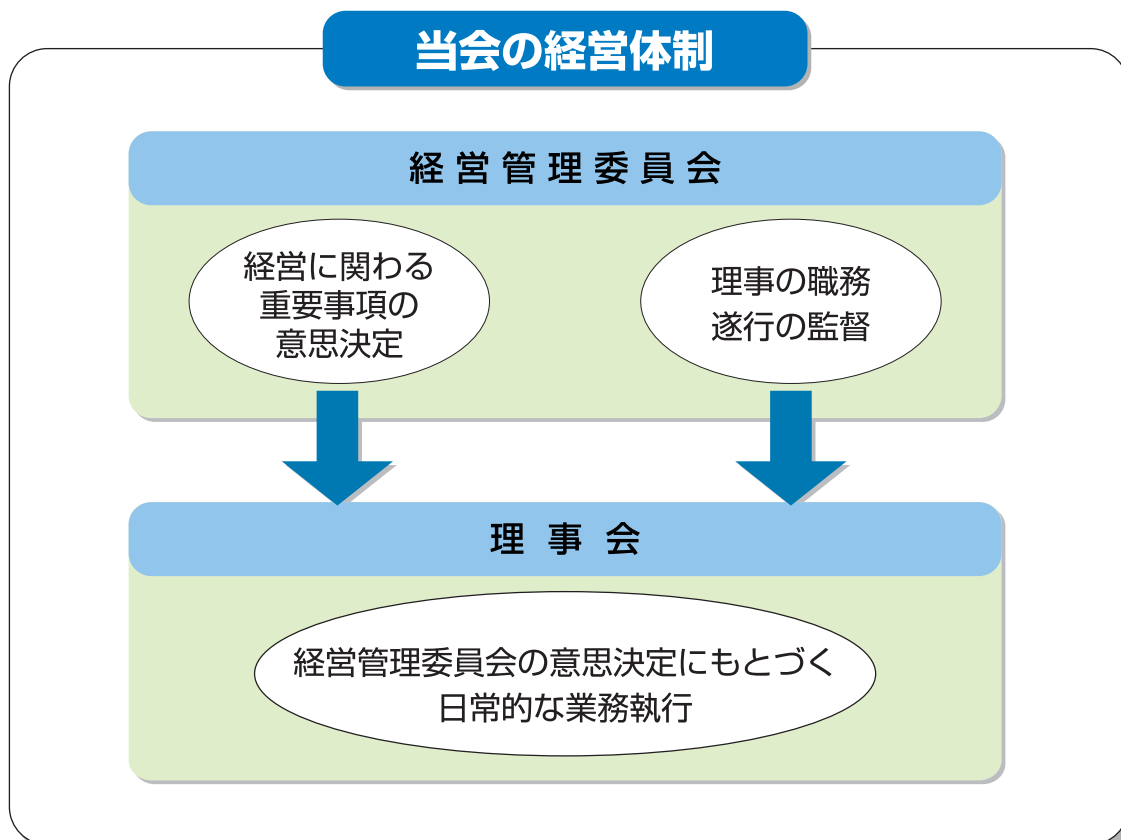 当会の経営体制
経営管理委員会
経営に関わる
重要事項の
意思決定
理事の職務
遂行の監督
理事会
経営管理委員会の意思決定にもとづく
日常的な業務執行